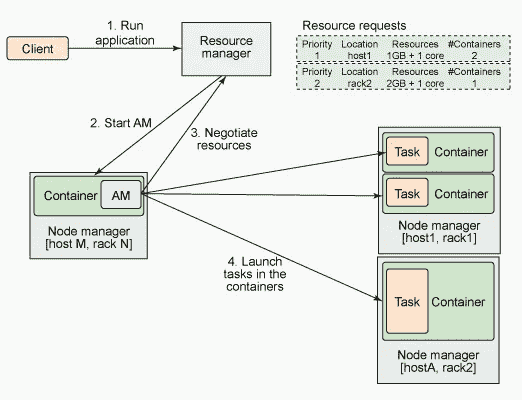 Client
1. Run
application
Resource
manager
Resource requests
Priority Location Resources #Containers
1 host1 1GB + 1 core 2
Priority Location Resources #Containers
2 rack2 2GB + 1 core 1
2. Start AM
3. Negotiate
resources
Container AM
Node manager
[host M, rack N]
Task Container
Task Container
Node manager
[host1, rack1]
4. Launch
tasks in the
containers
Task Container
Node manager
[hostA, rack2]